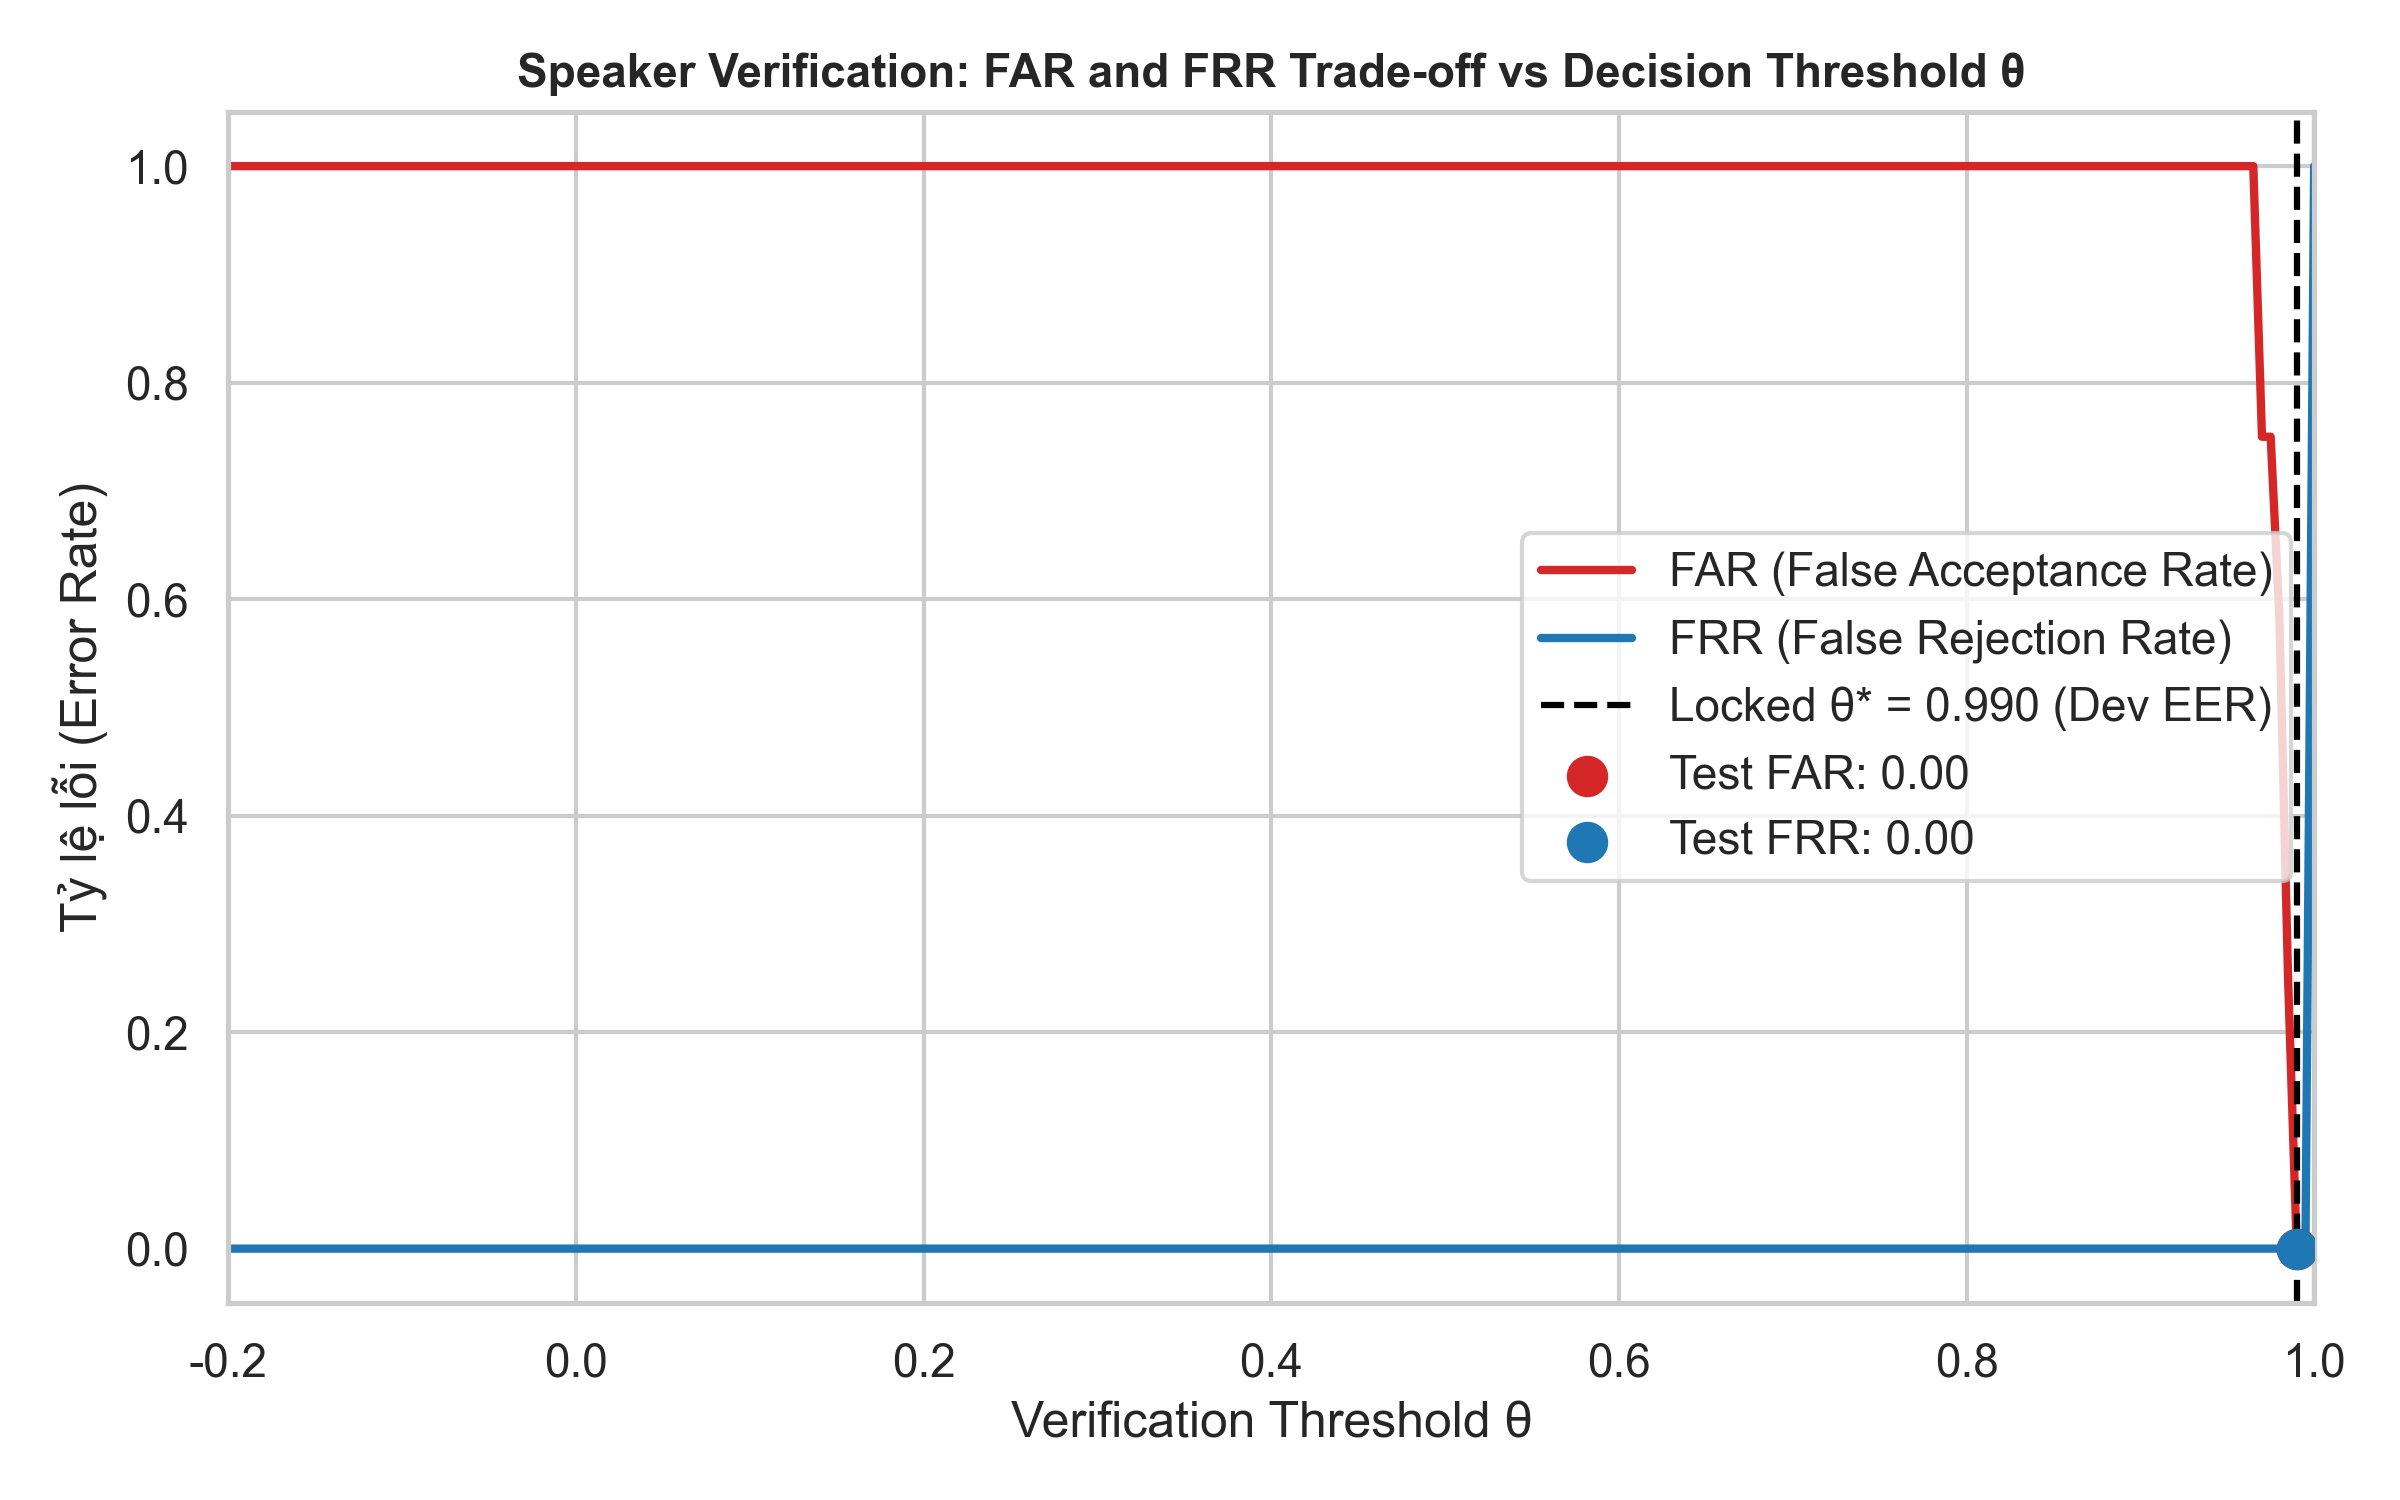 Speaker Verification: FAR and FRR Trade-off vs Decision Threshold θ
Tỷ lệ lỗi (Error Rate)
1.0
0.8
0.6
0.4
0.2
0.0
FAR (False Acceptance Rate)
FRR (False Rejection Rate)
Locked θ* = 0.990 (Dev EER)
Test FAR: 0.00
Test FRR: 0.00
-0.2 0.0 0.2 0.4 0.6 0.8 1.0
Verification Threshold θ